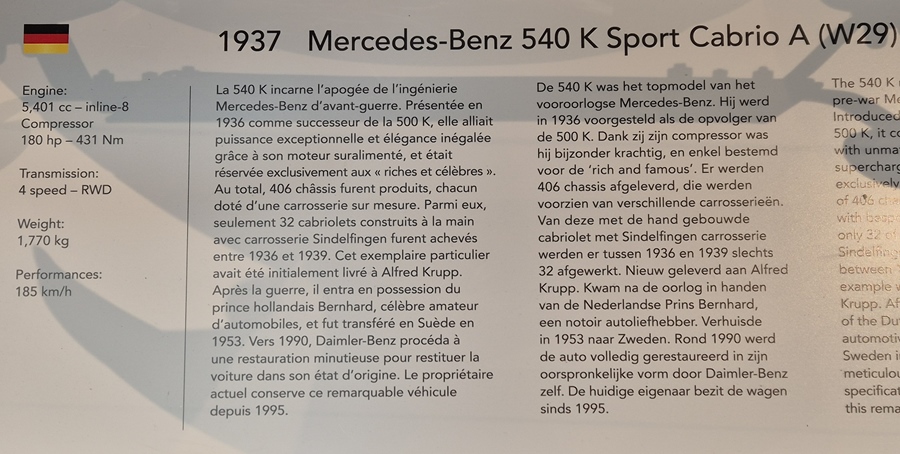 1937 Mercedes-Benz 540 K Sport Cabrio A (W29)
Engine:
5,401 cc – inline-8
Compressor
180 hp – 431 Nm
Transmission:
4 speed – RWD
Weight:
1,770 kg
Performances:
185 km/h
La 540 K incarne l'apogée de l'ingénierie
Mercedes-Benz d'avant-guerre. Présentée en
1936 comme successeur de la 500 K, elle alliait
puissance exceptionnelle et élégance inégalée
grâce à son moteur suralimenté, et était
réservée exclusivement aux « riches et célèbres ».
Au total, 406 châssis furent produits, chacun
doté d'une carrosserie sur mesure. Parmi eux,
seulement 32 cabriolets construits à la main
avec carrosserie Sindelfingen furent achevés
entre 1936 et 1939. Cet exemplaire particulier
avait été initialement livré à Alfred Krupp.
Après la guerre, il entra en possession du
prince hollandais Bernhard, célèbre amateur
d'automobiles, et fut transféré en Suède en
1953. Vers 1990, Daimler-Benz procéda à
une restauration minutieuse pour restituer la
voiture dans son état d'origine. Le propriétaire
actuel conserve ce remarquable véhicule
depuis 1995.
De 540 K was het topmodel van het
vooroorlogse Mercedes-Benz. Hij werd
in 1936 voorgesteld als de opvolger van
de 500 K. Dank zij zijn compressor was
hij bijzonder krachtig, en enkel bestemd
voor de 'rich and famous'. Er werden
406 chassis afgeleverd, die werden
voorzien van verschillende carrosserieën.
Van deze met de hand gebouwde
cabriolet met Sindelfingen carrosserie
werden er tussen 1936 en 1939 slechts
32 afgewerkt. Nieuw geleverd aan Alfred
Krupp. Kwam na de oorlog in handen
van de Nederlandse Prins Bernhard,
een notoir autoliefhebber. Verhuisde
in 1953 naar Zweden. Rond 1990 werd
de auto volledig gerestaureerd in zijn
oorspronkelijke vorm door Daimler-Benz
zelf. De huidige eigenaar bezit de wagen
sinds 1995.
The 540 K
pre-war Me
Introduced
500 K, it co
with unma
supercharg
exclusively
of 406 cha
with besp
only 32 of
Sindelfing
between
example
Krupp. Af
of the Du
automotiv
Sweden i
meticulou
specificat
this rema